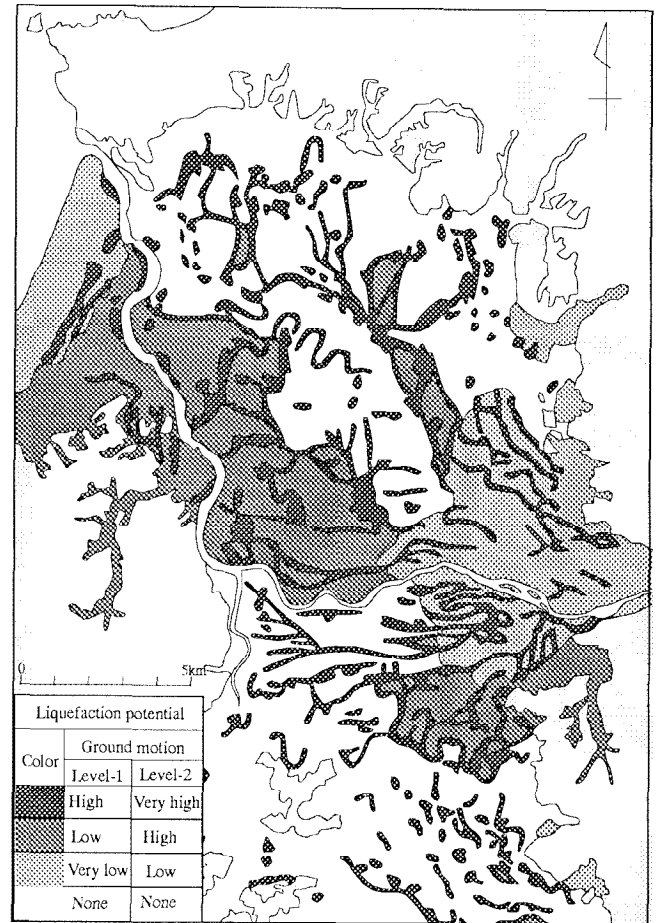 0
5km
Liquefaction potential
Color
Ground motion
Level-1 Level-2
High Very high
Low High
Very low Low
None None